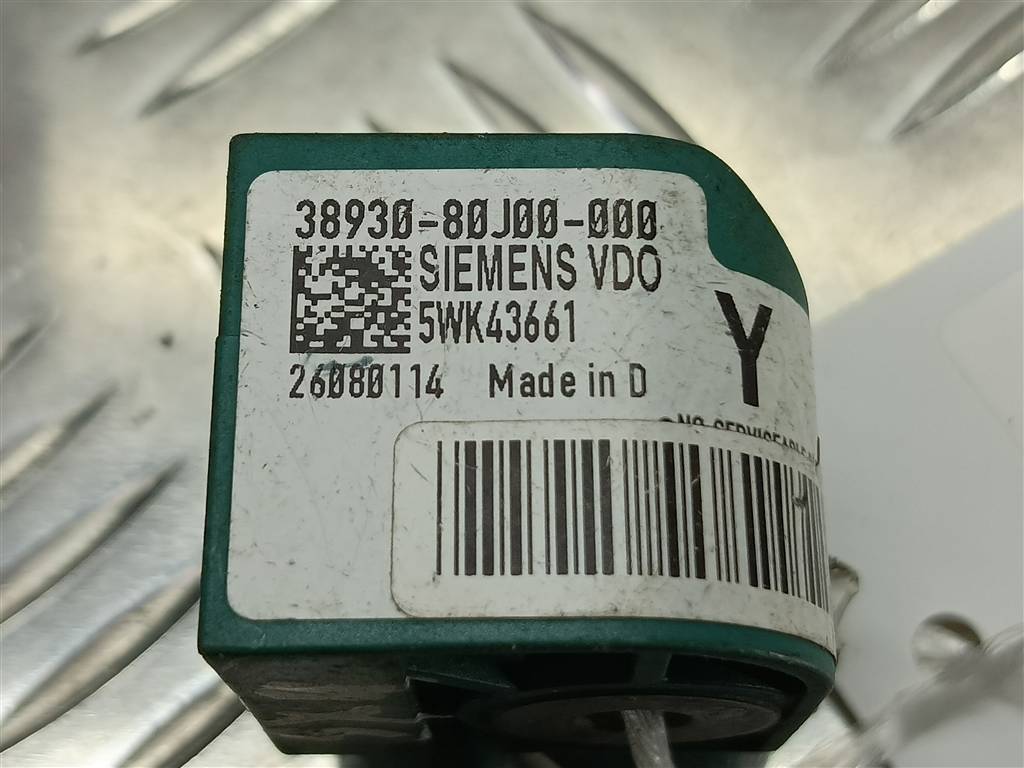 38930-80J00-000
SIEMENS VDO
5WK43661
Y
26080114 Made in D